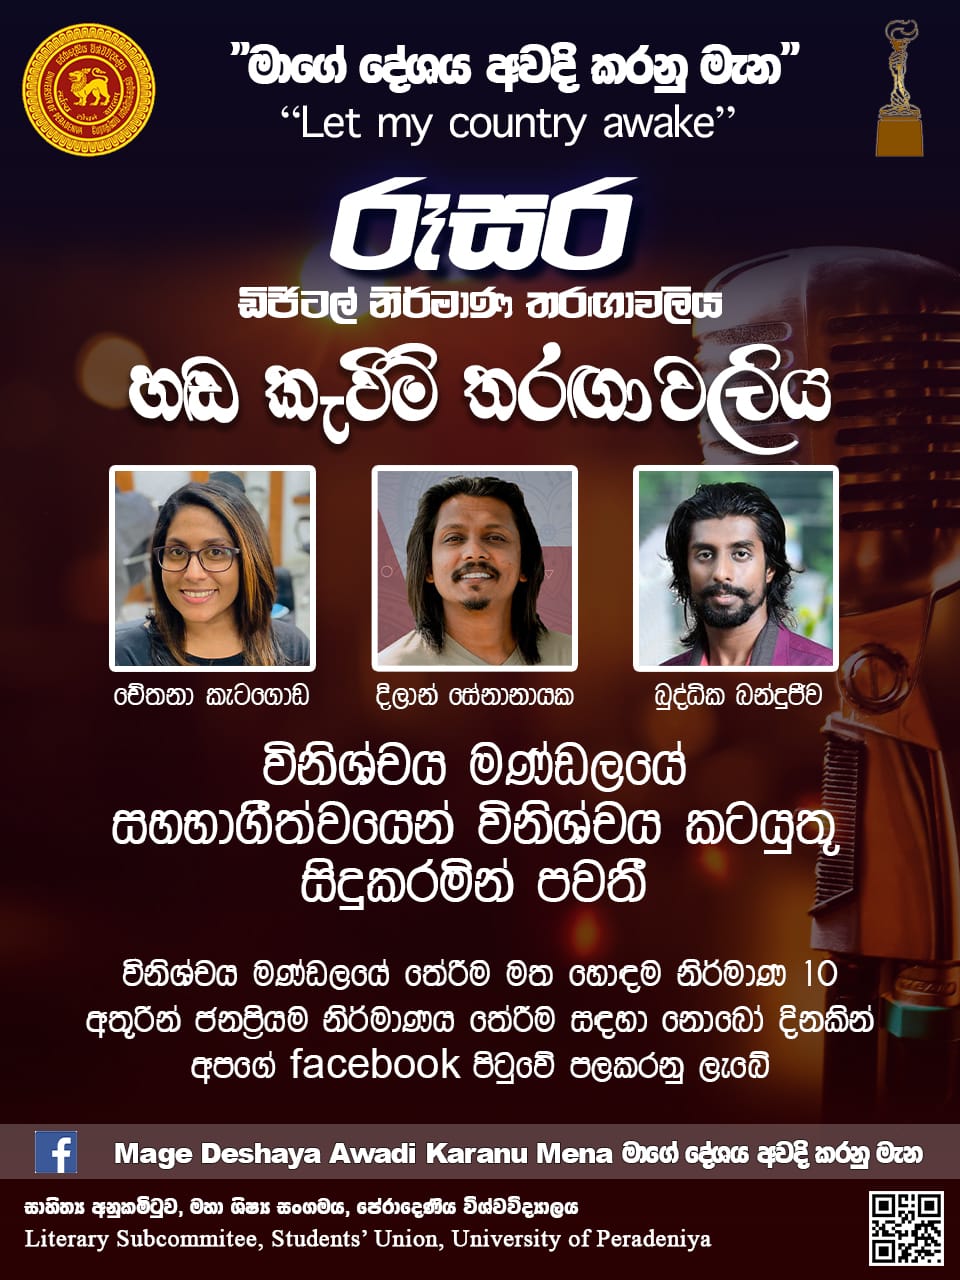 "මාගේ දේශය අවදි කරනු මැන"
“Let my country awake”
රූසර
ඩිජිටල් නිර්මාණ තරඟාවලිය
හඬ කැවීම් තරඟාවලිය
චේතනා කැටගොඩ
දිලාන් සේනානායක
බුද්ධික බන්දුජීව
විනිශ්චය මණ්ඩලයේ
සහභාගීත්වයෙන් විනිශ්චය කටයුතු
සිදුකරමින් පවතී
විනිශ්චය මණ්ඩලයේ තේරීම මත හොඳම නිර්මාණ 10
අතුරින් ජනප්‍රියම නිර්මාණය තේරීම සඳහා නොබෝ දිනකින්
අපගේ facebook පිටුවේ පලකරනු ලැබේ
Mage Deshaya Awadi Karanu Mena මාගේ දේශය අවදි කරනු මැන
සාහිත්‍ය අනුකමිටුව, මහා ශිෂ්‍ය සංගමය, පේරාදෙණිය විශ්වවිද්‍යාලය
Literary Subcommitee, Students’ Union, University of Peradeniya